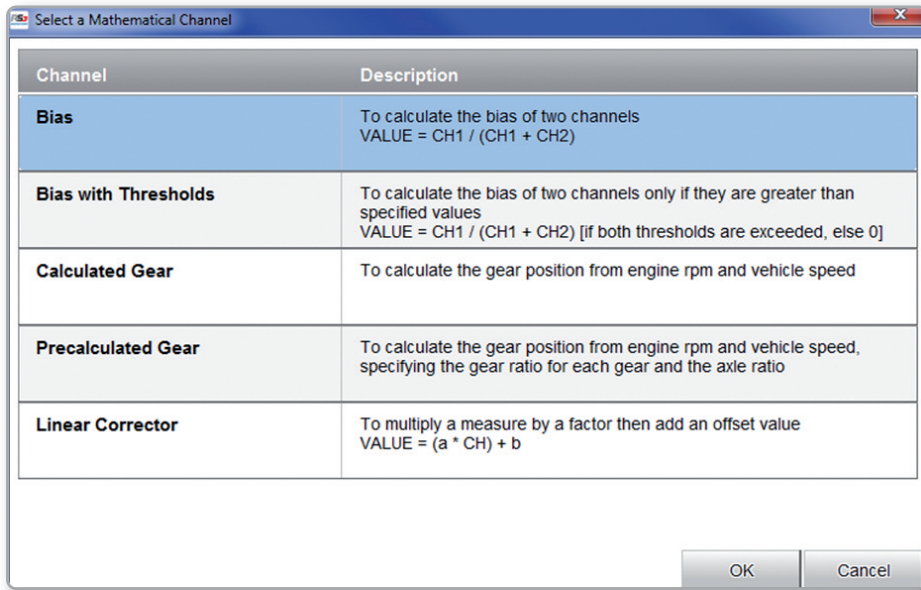 RS3 Select a Mathematical Channel
Channel Description
Bias To calculate the bias of two channels
VALUE = CH1 / (CH1 + CH2)
Bias with Thresholds To calculate the bias of two channels only if they are greater than
specified values
VALUE = CH1 / (CH1 + CH2) [if both thresholds are exceeded, else 0]
Calculated Gear To calculate the gear position from engine rpm and vehicle speed
Precalculated Gear To calculate the gear position from engine rpm and vehicle speed,
specifying the gear ratio for each gear and the axle ratio
Linear Corrector To multiply a measure by a factor then add an offset value
VALUE = (a * CH) + b
OK Cancel